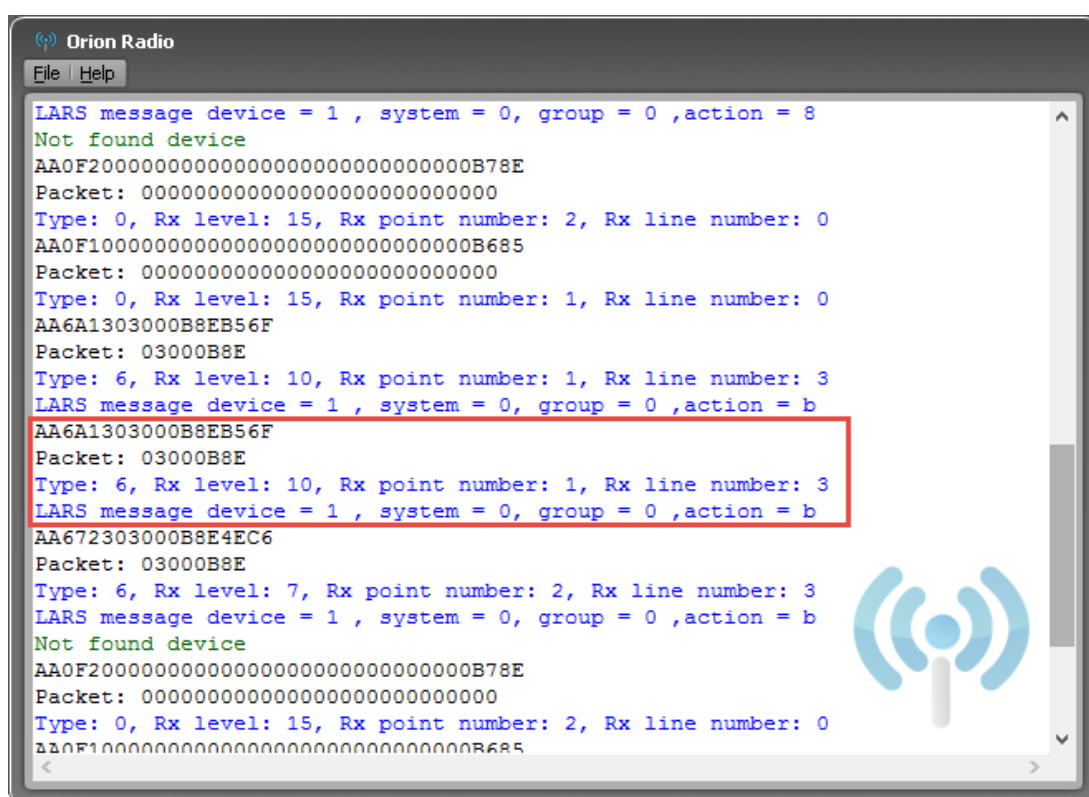 Orion Radio
File Help
LARS message device = 1 , system = 0, group = 0 ,action = 8
Not found device
AA0F20000000000000000000000000000B78E
Packet: 000000000000000000000000000
Type: 0, Rx level: 15, Rx point number: 2, Rx line number: 0
AA0F10000000000000000000000000000B685
Packet: 000000000000000000000000000
Type: 0, Rx level: 15, Rx point number: 1, Rx line number: 0
AA6A1303000B8EB56F
Packet: 03000B8E
Type: 6, Rx level: 10, Rx point number: 1, Rx line number: 3
LARS message device = 1 , system = 0, group = 0 ,action = b
AA6A1303000B8EB56F
Packet: 03000B8E
Type: 6, Rx level: 10, Rx point number: 1, Rx line number: 3
LARS message device = 1 , system = 0, group = 0 ,action = b
AA672303000B8E4EC6
Packet: 03000B8E
Type: 6, Rx level: 7, Rx point number: 2, Rx line number: 3
LARS message device = 1 , system = 0, group = 0 ,action = b
Not found device
AA0F20000000000000000000000000000B78E
Packet: 000000000000000000000000000
Type: 0, Rx level: 15, Rx point number: 2, Rx line number: 0
AA0F10000000000000000000000000000B685